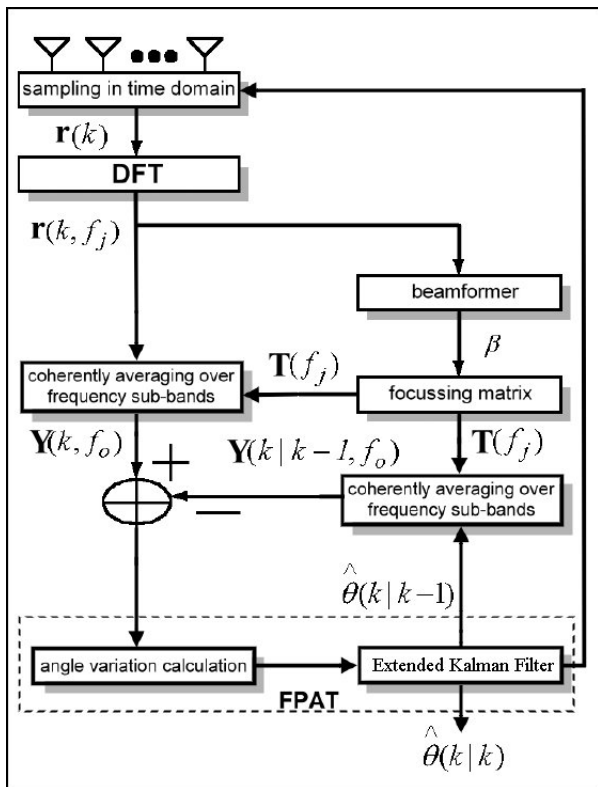 sampling in time domain
r(k)
DFT
r(k, f_j)
beamformer
β
T(f_j)
coherently averaging over
frequency sub-bands
focussing matrix
Y(k, f_o)
+
Y(k | k-1, f_o)
T(f_j)
−
coherently averaging over
frequency sub-bands
θ̂(k | k-1)
angle variation calculation
Extended Kalman Filter
FPAT
θ̂(k | k)